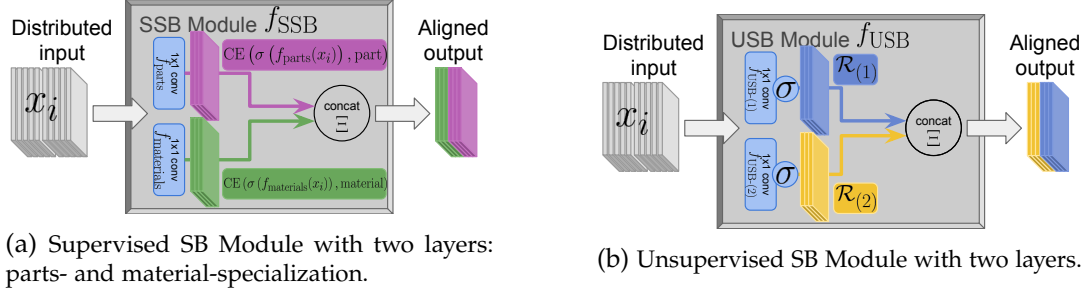 SSB Module f_SSB
Distributed
input
x_i
1x1 conv
f_parts
CE (σ (f_parts(x_i)) , part)
concat
Ξ
1x1 conv
f_materials
CE (σ (f_materials(x_i)) , material)
Aligned
output
(a) Supervised SB Module with two layers:
parts- and material-specialization.
USB Module f_USB
Distributed
input
x_i
1x1 conv
f_USB-(1)
σ
R_(1)
concat
Ξ
1x1 conv
f_USB-(2)
σ
R_(2)
Aligned
output
(b) Unsupervised SB Module with two layers.